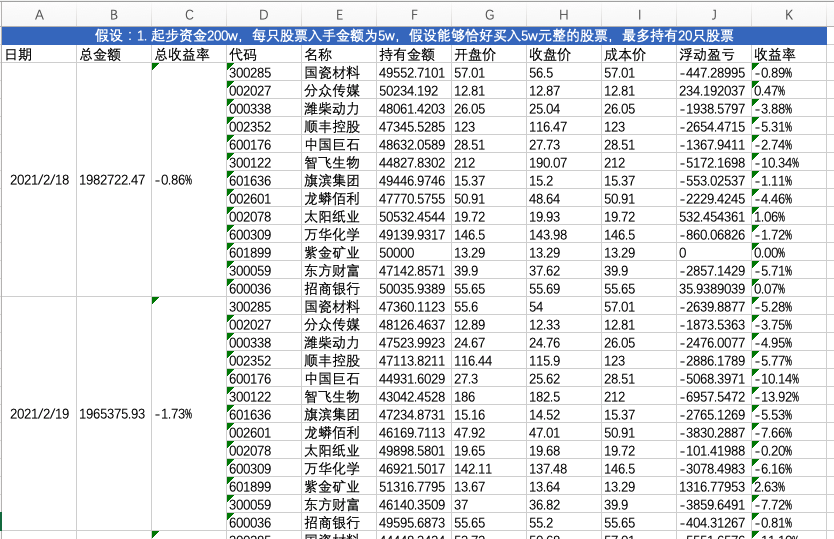 A B C D E F G H I J K
假设：1. 起步资金200w，每只股票入手金额为5w，假设能够恰好买入5w元整的股票，最多持有20只股票
日期 总金额 总收益率 代码 名称 持有金额 开盘价 收盘价 成本价 浮动盈亏 收益率
300285 国瓷材料 49552.7101 57.01 56.5 57.01 -447.28995 -0.89%
002027 分众传媒 50234.192 12.81 12.87 12.81 234.192037 0.47%
000338 潍柴动力 48061.4203 26.05 25.04 26.05 -1938.5797 -3.88%
002352 顺丰控股 47345.5285 123 116.47 123 -2654.4715 -5.31%
600176 中国巨石 48632.0589 28.51 27.73 28.51 -1367.9411 -2.74%
300122 智飞生物 44827.8302 212 190.07 212 -5172.1698 -10.34%
2021/2/18 1982722.47 -0.86% 601636 旗滨集团 49446.9746 15.37 15.2 15.37 -553.02537 -1.11%
002601 龙蟒佰利 47770.5755 50.91 48.64 50.91 -2229.4245 -4.46%
002078 太阳纸业 50532.4544 19.72 19.93 19.72 532.454361 1.06%
600309 万华化学 49139.9317 146.5 143.98 146.5 -860.06826 -1.72%
601899 紫金矿业 50000 13.29 13.29 13.29 0 0.00%
300059 东方财富 47142.8571 39.9 37.62 39.9 -2857.1429 -5.71%
600036 招商银行 50035.9389 55.65 55.69 55.65 35.9389039 0.07%
300285 国瓷材料 47360.1123 55.6 54 57.01 -2639.8877 -5.28%
002027 分众传媒 48126.4637 12.89 12.33 12.81 -1873.5363 -3.75%
000338 潍柴动力 47523.9923 24.67 24.76 26.05 -2476.0077 -4.95%
002352 顺丰控股 47113.8211 116.44 115.9 123 -2886.1789 -5.77%
600176 中国巨石 44931.6029 27.3 25.62 28.51 -5068.3971 -10.14%
300122 智飞生物 43042.4528 186 182.5 212 -6957.5472 -13.92%
2021/2/19 1965375.93 -1.73% 601636 旗滨集团 47234.8731 15.16 14.52 15.37 -2765.1269 -5.53%
002601 龙蟒佰利 46169.7113 47.92 47.01 50.91 -3830.2887 -7.66%
002078 太阳纸业 49898.5801 19.65 19.68 19.72 -101.41988 -0.20%
600309 万华化学 46921.5017 142.11 137.48 146.5 -3078.4983 -6.16%
601899 紫金矿业 51316.7795 13.67 13.64 13.29 1316.77953 2.63%
300059 东方财富 46140.3509 37 36.82 39.9 -3859.6491 -7.72%
600036 招商银行 49595.6873 55.65 55.2 55.65 -404.31267 -0.81%